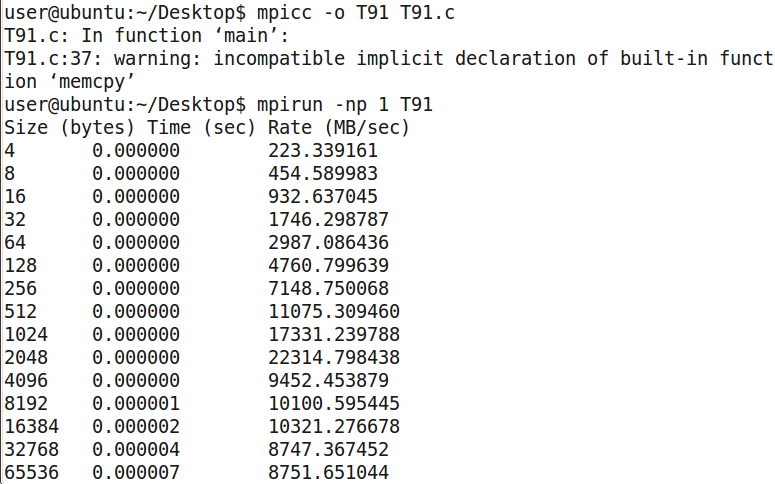 user@ubuntu:~/Desktop$ mpicc -o T91 T91.c
T91.c: In function ‘main’:
T91.c:37: warning: incompatible implicit declaration of built-in funct
ion ‘memcpy’
user@ubuntu:~/Desktop$ mpirun -np 1 T91
Size (bytes) Time (sec) Rate (MB/sec)
4       0.000000        223.339161
8       0.000000        454.589983
16      0.000000        932.637045
32      0.000000        1746.298787
64      0.000000        2987.086436
128     0.000000        4760.799639
256     0.000000        7148.750068
512     0.000000        11075.309460
1024    0.000000        17331.239788
2048    0.000000        22314.798438
4096    0.000000        9452.453879
8192    0.000001        10100.595445
16384   0.000002        10321.276678
32768   0.000004        8747.367452
65536   0.000007        8751.651044